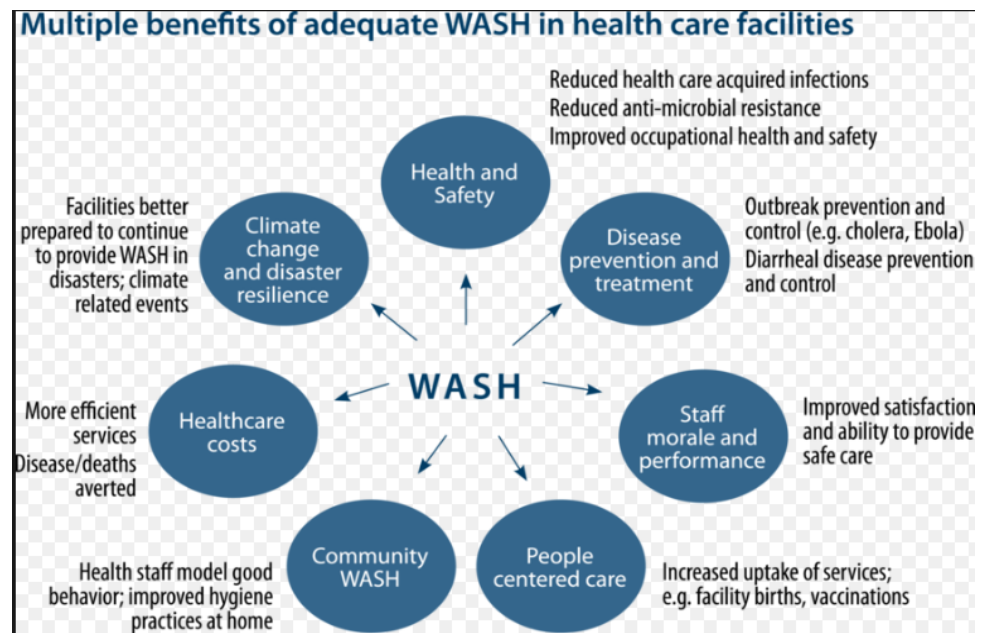 Multiple benefits of adequate WASH in health care facilities
Reduced health care acquired infections
Reduced anti-microbial resistance
Improved occupational health and safety
Health and
Safety
Facilities better
prepared to continue
to provide WASH in
disasters; climate
related events
Climate
change
and disaster
resilience
Disease
prevention and
treatment
Outbreak prevention and
control (e.g. cholera, Ebola)
Diarrheal disease prevention
and control
WASH
More efficient
services
Disease/deaths
averted
Healthcare
costs
Staff
morale and
performance
Improved satisfaction
and ability to provide
safe care
Health staff model good
behavior; improved hygiene
practices at home
Community
WASH
People
centered care
Increased uptake of services;
e.g. facility births, vaccinations